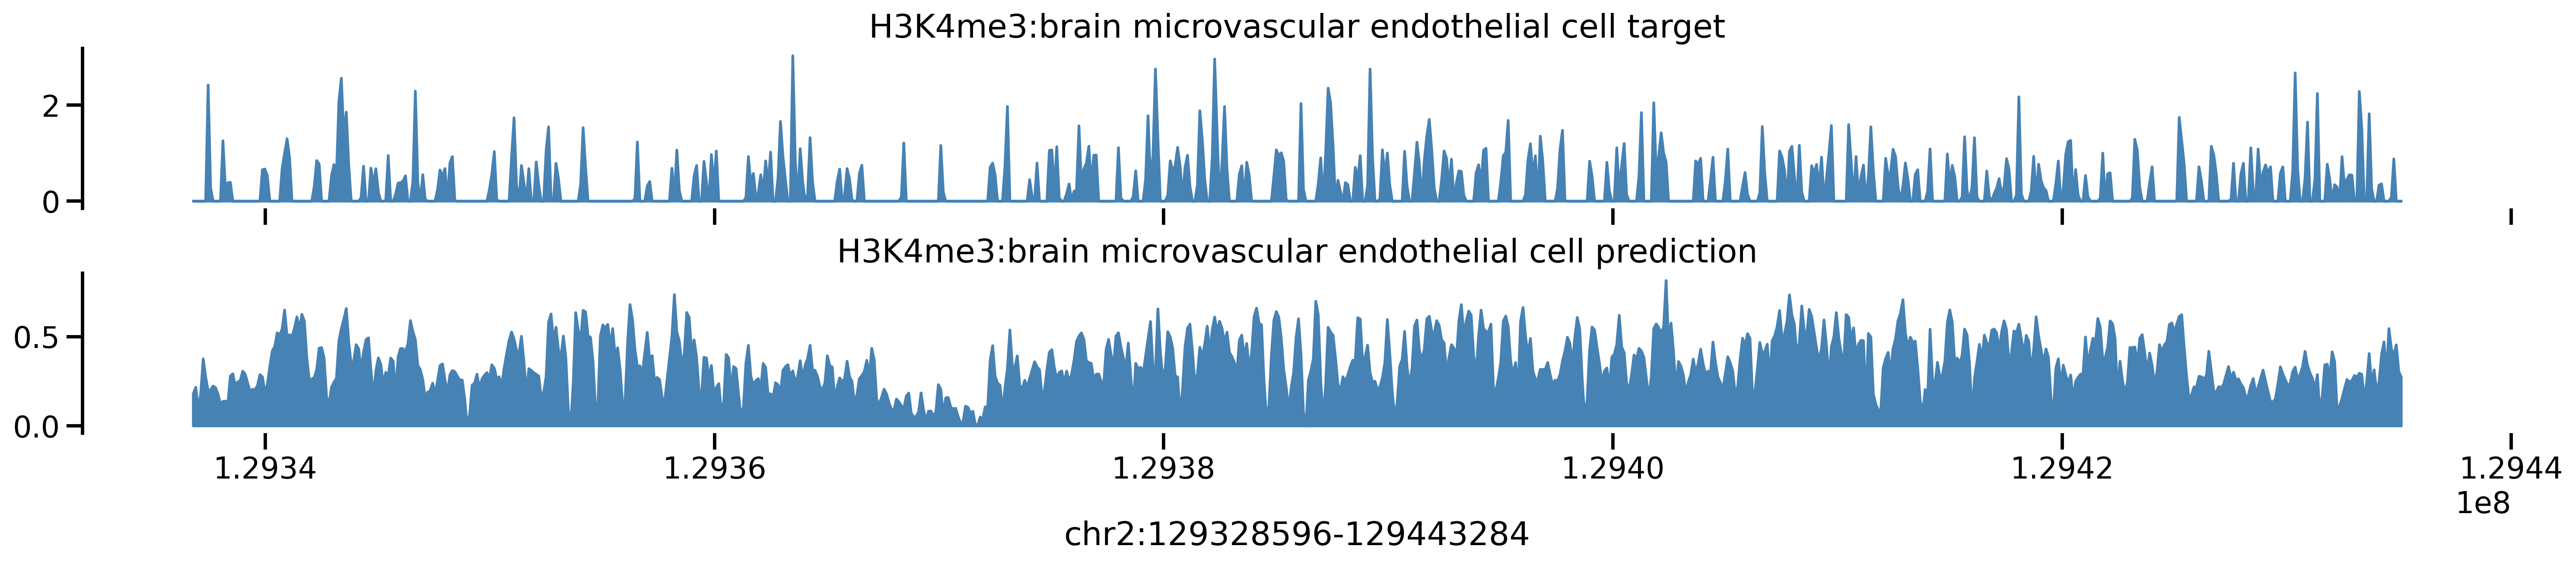 H3K4me3:brain microvascular endothelial cell target
2
0
H3K4me3:brain microvascular endothelial cell prediction
0.5
0.0
1.2934 1.2936 1.2938 1.2940 1.2942 1.2944
1e8
chr2:129328596-129443284